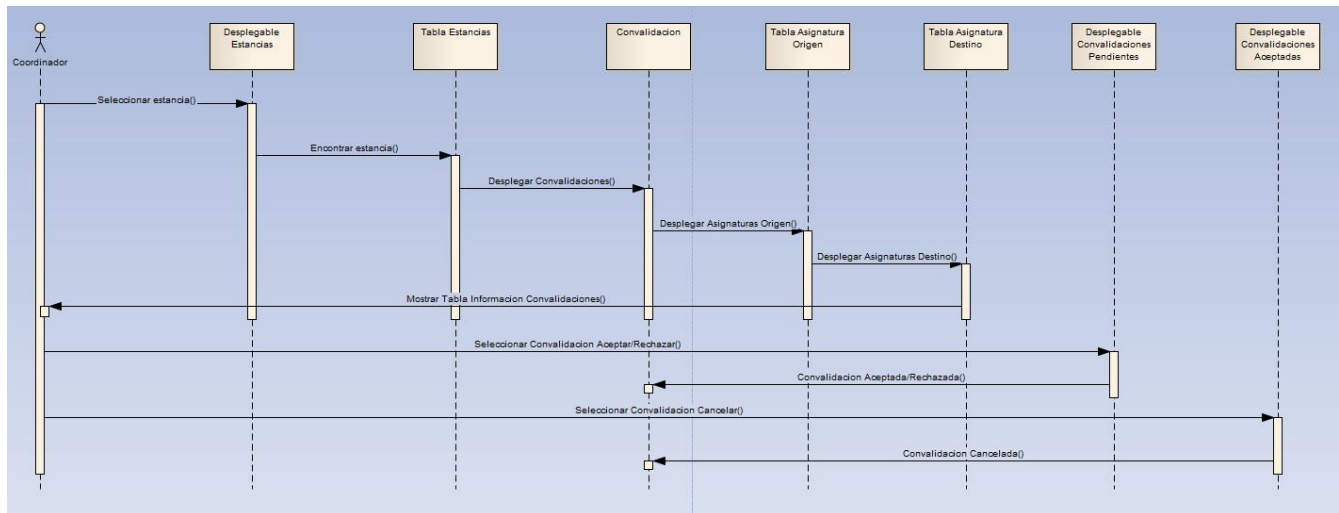 Coordinador
Desplegable
Estancias
Tabla Estancias
Convalidacion
Tabla Asignatura
Origen
Tabla Asignatura
Destino
Desplegable
Convalidaciones
Pendientes
Desplegable
Convalidaciones
Aceptadas
Seleccionar estancia()
Encontrar estancia()
Desplegar Convalidaciones()
Desplegar Asignaturas Origen()
Desplegar Asignaturas Destino()
Mostrar Tabla Informacion Convalidaciones()
Seleccionar Convalidacion Aceptar/Rechazar()
Convalidacion Aceptada/Rechazada()
Seleccionar Convalidacion Cancelar()
Convalidacion Cancelada()